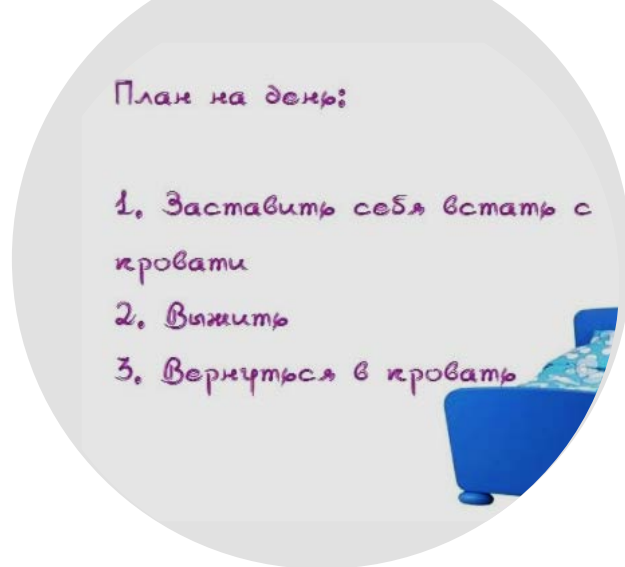 План на день:
1. Заставить себя встать с
кровати
2. Выжить
3. Вернуться в кровать